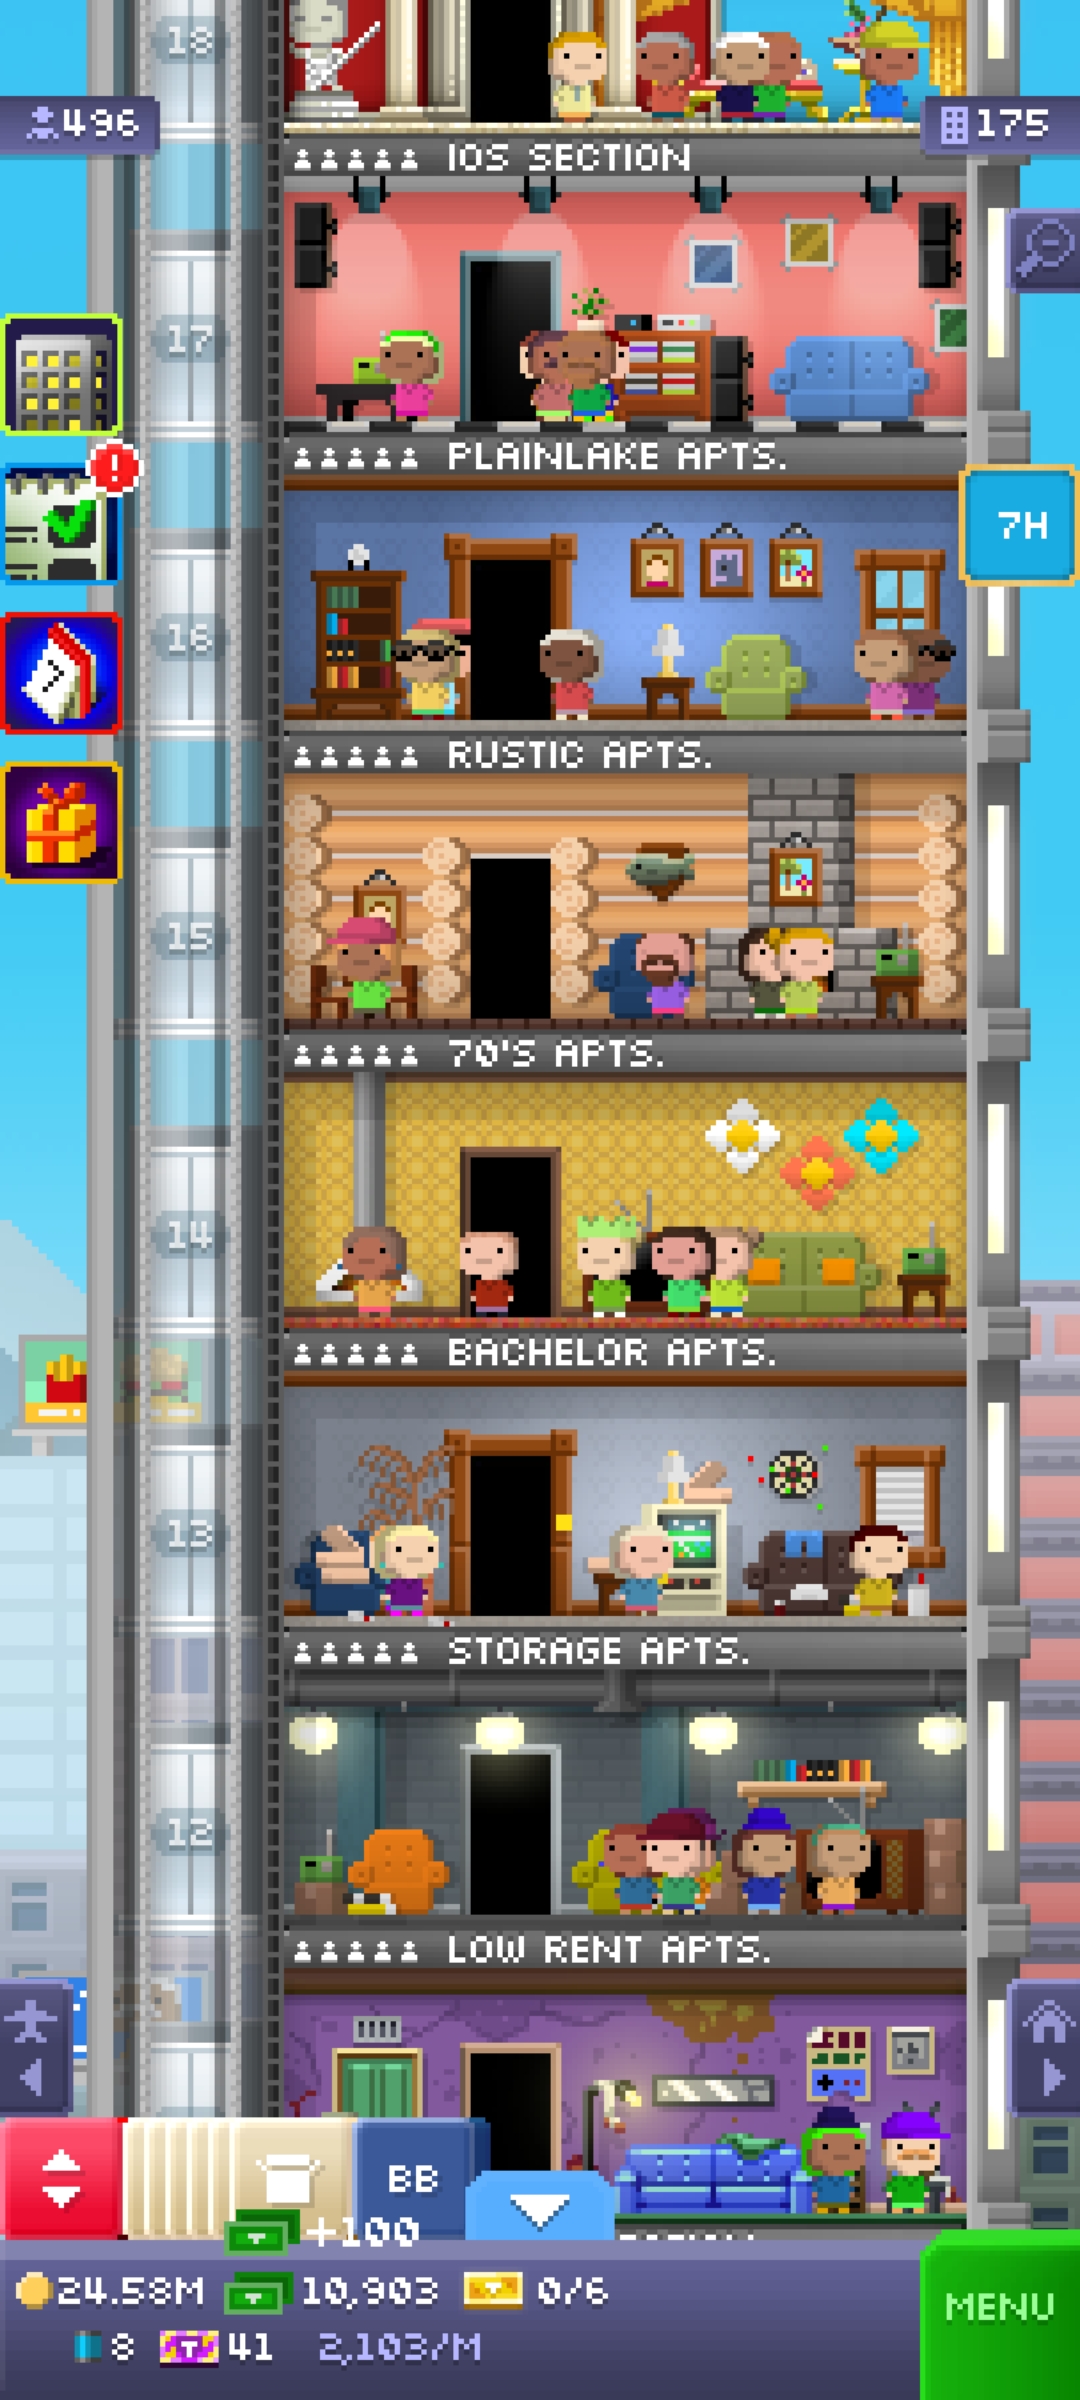 18
496
175
IOS SECTION
17
PLAINLAKE APTS.
7H
7
16
RUSTIC APTS.
15
70'S APTS.
14
BACHELOR APTS.
13
STORAGE APTS.
12
LOW RENT APTS.
BB
+100
24.58M 10,903 0/6
MENU
8 41 2,103/M